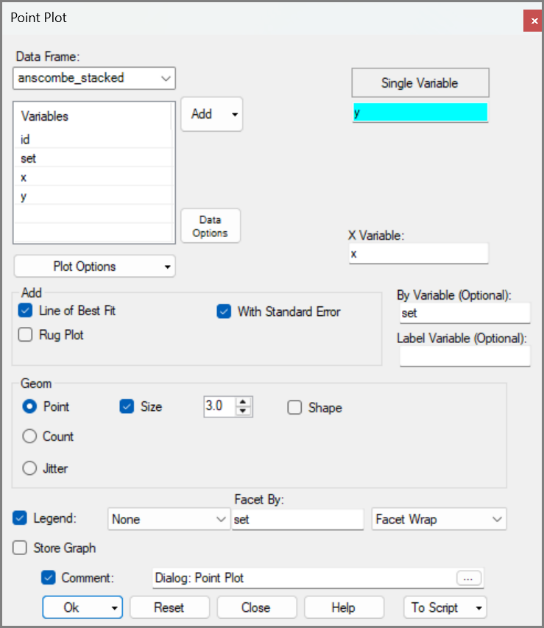 Point Plot
Data Frame:
anscombe_stacked
Single Variable
Variables
Add
y
id
set
x
y
Data
Options
X Variable:
x
Plot Options
Add
Line of Best Fit
With Standard Error
By Variable (Optional):
set
Rug Plot
Label Variable (Optional):
Geom
Point
Size
3.0
Shape
Count
Jitter
Facet By:
Legend:
None
set
Facet Wrap
Store Graph
Comment:
Dialog: Point Plot
...
Ok
Reset
Close
Help
To Script